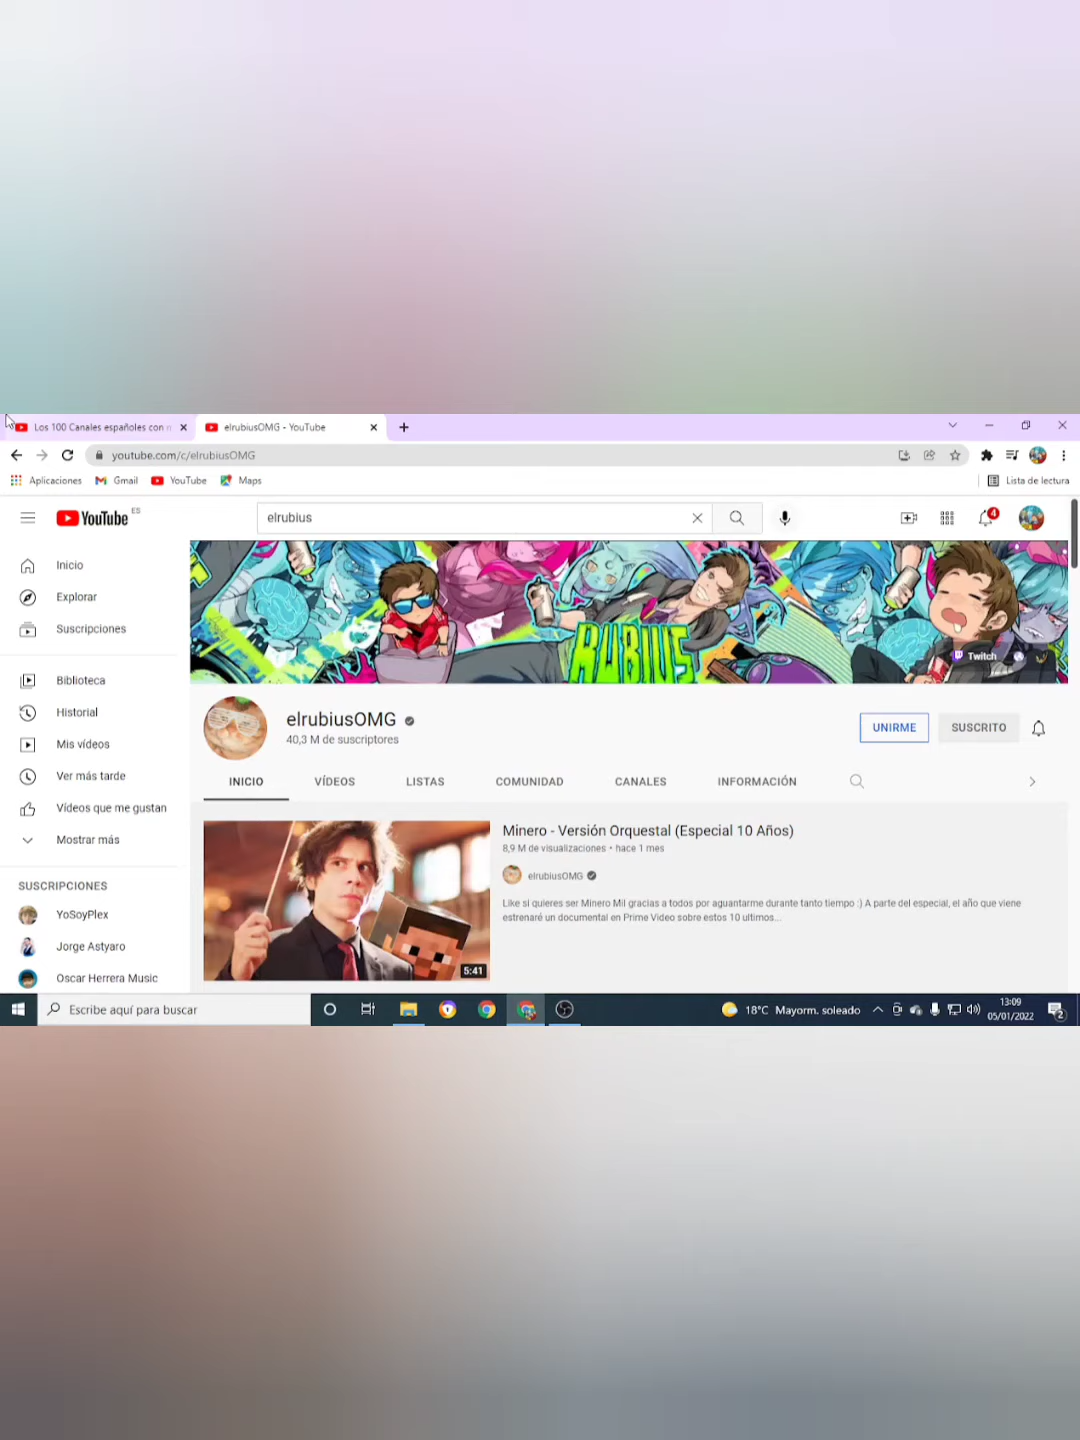 Los 100 Canales españoles con
elrubiusOMG - YouTube
youtube.com/c/elrubiusOMG
Aplicaciones
Gmail
YouTube
Maps
Lista de lectura
YouTube ES
elrubius
4
Inicio
Explorar
Suscripciones
Biblioteca
Historial
Mis vídeos
Ver más tarde
Vídeos que me gustan
Mostrar más
SUSCRIPCIONES
YoSoyPlex
Jorge Astyaro
Oscar Herrera Music
RUBIUS
Twitch
elrubiusOMG
40,3 M de suscriptores
UNIRME
SUSCRITO
INICIO
VÍDEOS
LISTAS
COMUNIDAD
CANALES
INFORMACIÓN
5:41
Minero - Versión Orquestal (Especial 10 Años)
8,9 M de visualizaciones • hace 1 mes
elrubiusOMG
Like si quieres ser Minero Mil gracias a todos por aguantarme durante tanto tiempo :) A parte del especial, el año que viene
estrenaré un documental en Prime Video sobre estos 10 ultimos...
Escribe aquí para buscar
18°C Mayorm. soleado
13:09
05/01/2022
2